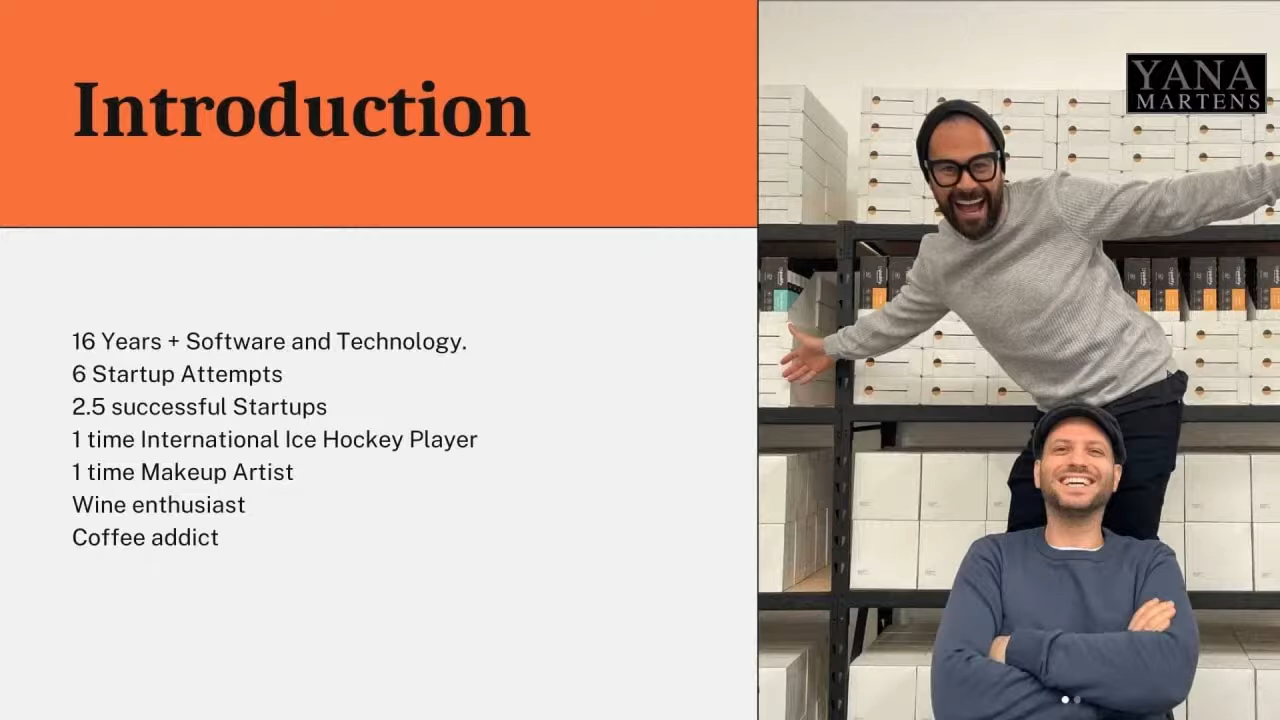 Introduction
YANA
MARTENS
16 Years + Software and Technology.
6 Startup Attempts
2.5 successful Startups
1 time International Ice Hockey Player
1 time Makeup Artist
Wine enthusiast
Coffee addict